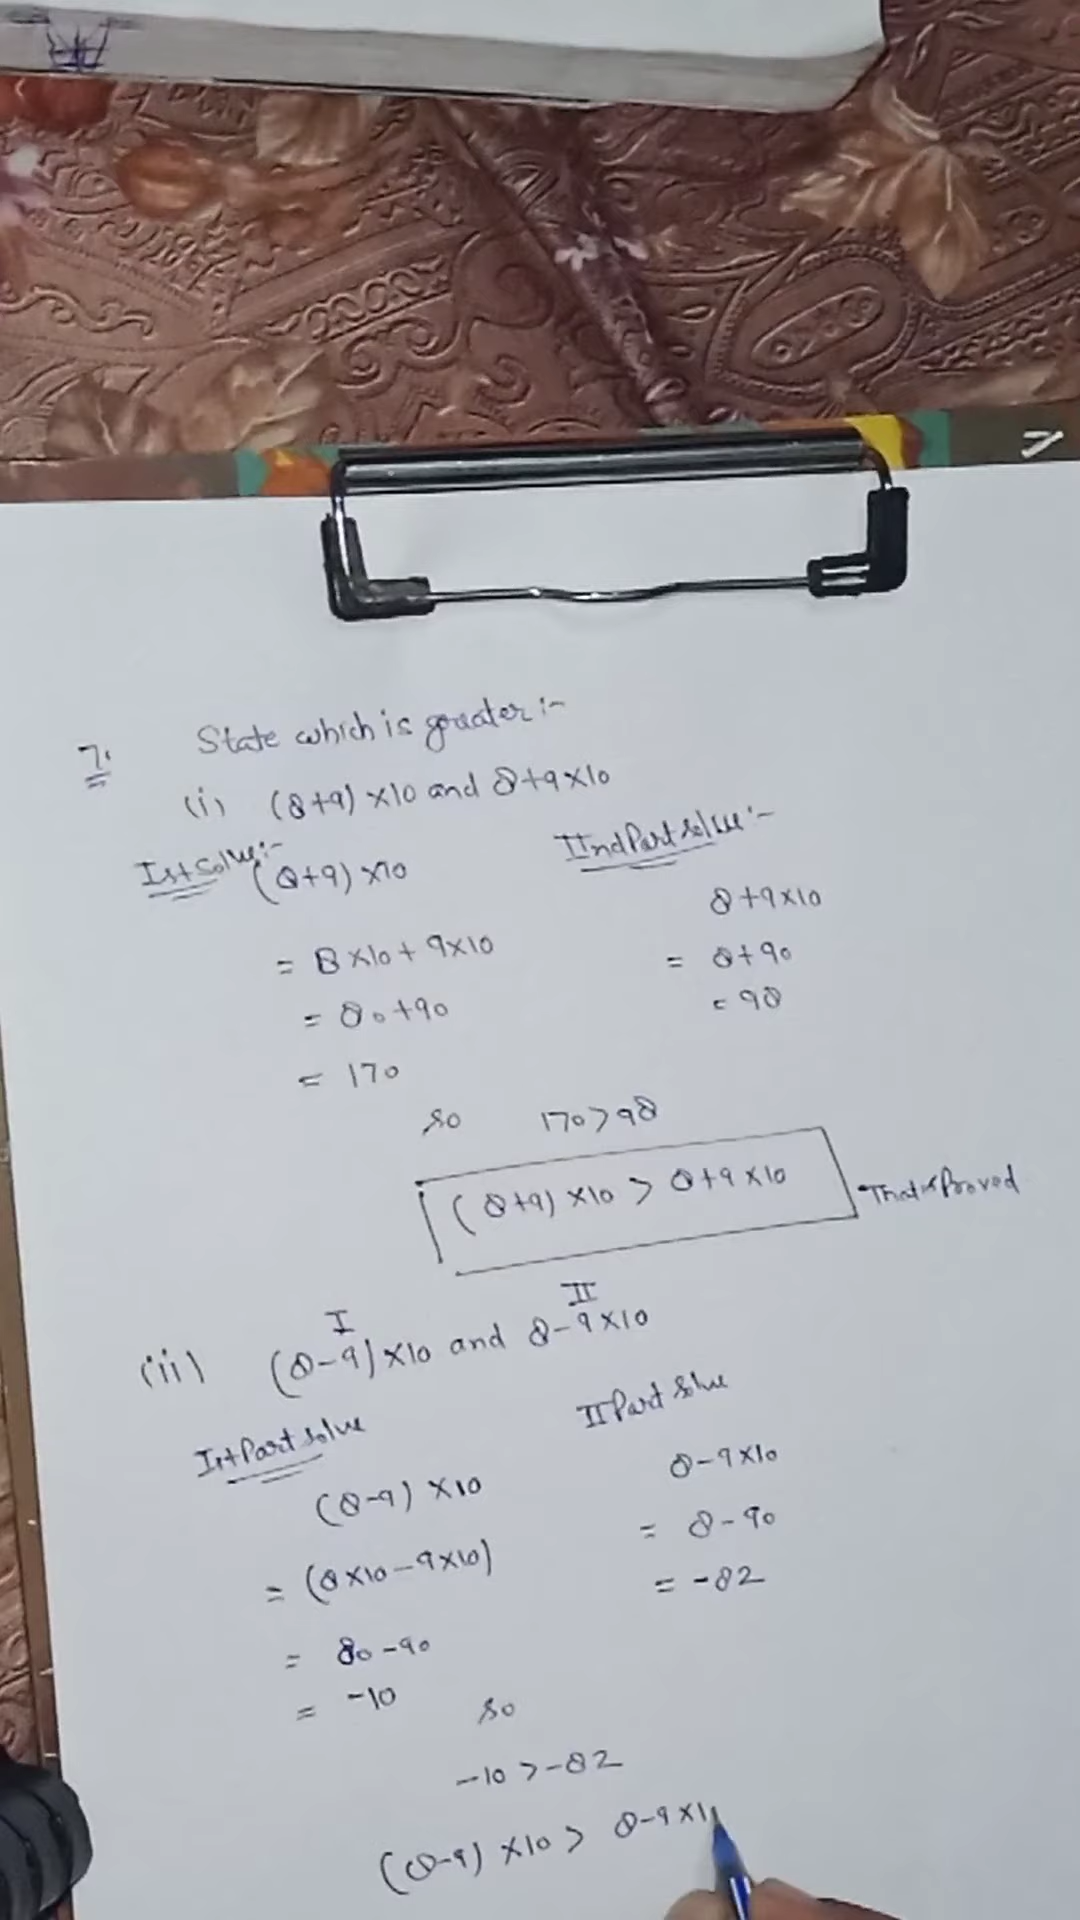 7. State which is greater :-
(i) (8+9) ×10 and 8+9×10
Ist Solve:- IInd Part solve :-
(8+9) ×10
8+9×10
= 8×10+ 9×10
= 8+90
= 80+90
= 98
= 170
so 170>98
(8+9) ×10 > 8+9×10
That is Proved
I II
(ii) (8-9)×10 and 8-9×10
Ist Part solve II Part Solve
(8-9) ×10
8-9×10
= (8×10-9×10)
= 8-90
= 80-90
= -82
= -10
so
-10 >-82
(8-9) ×10 > 8-9×1